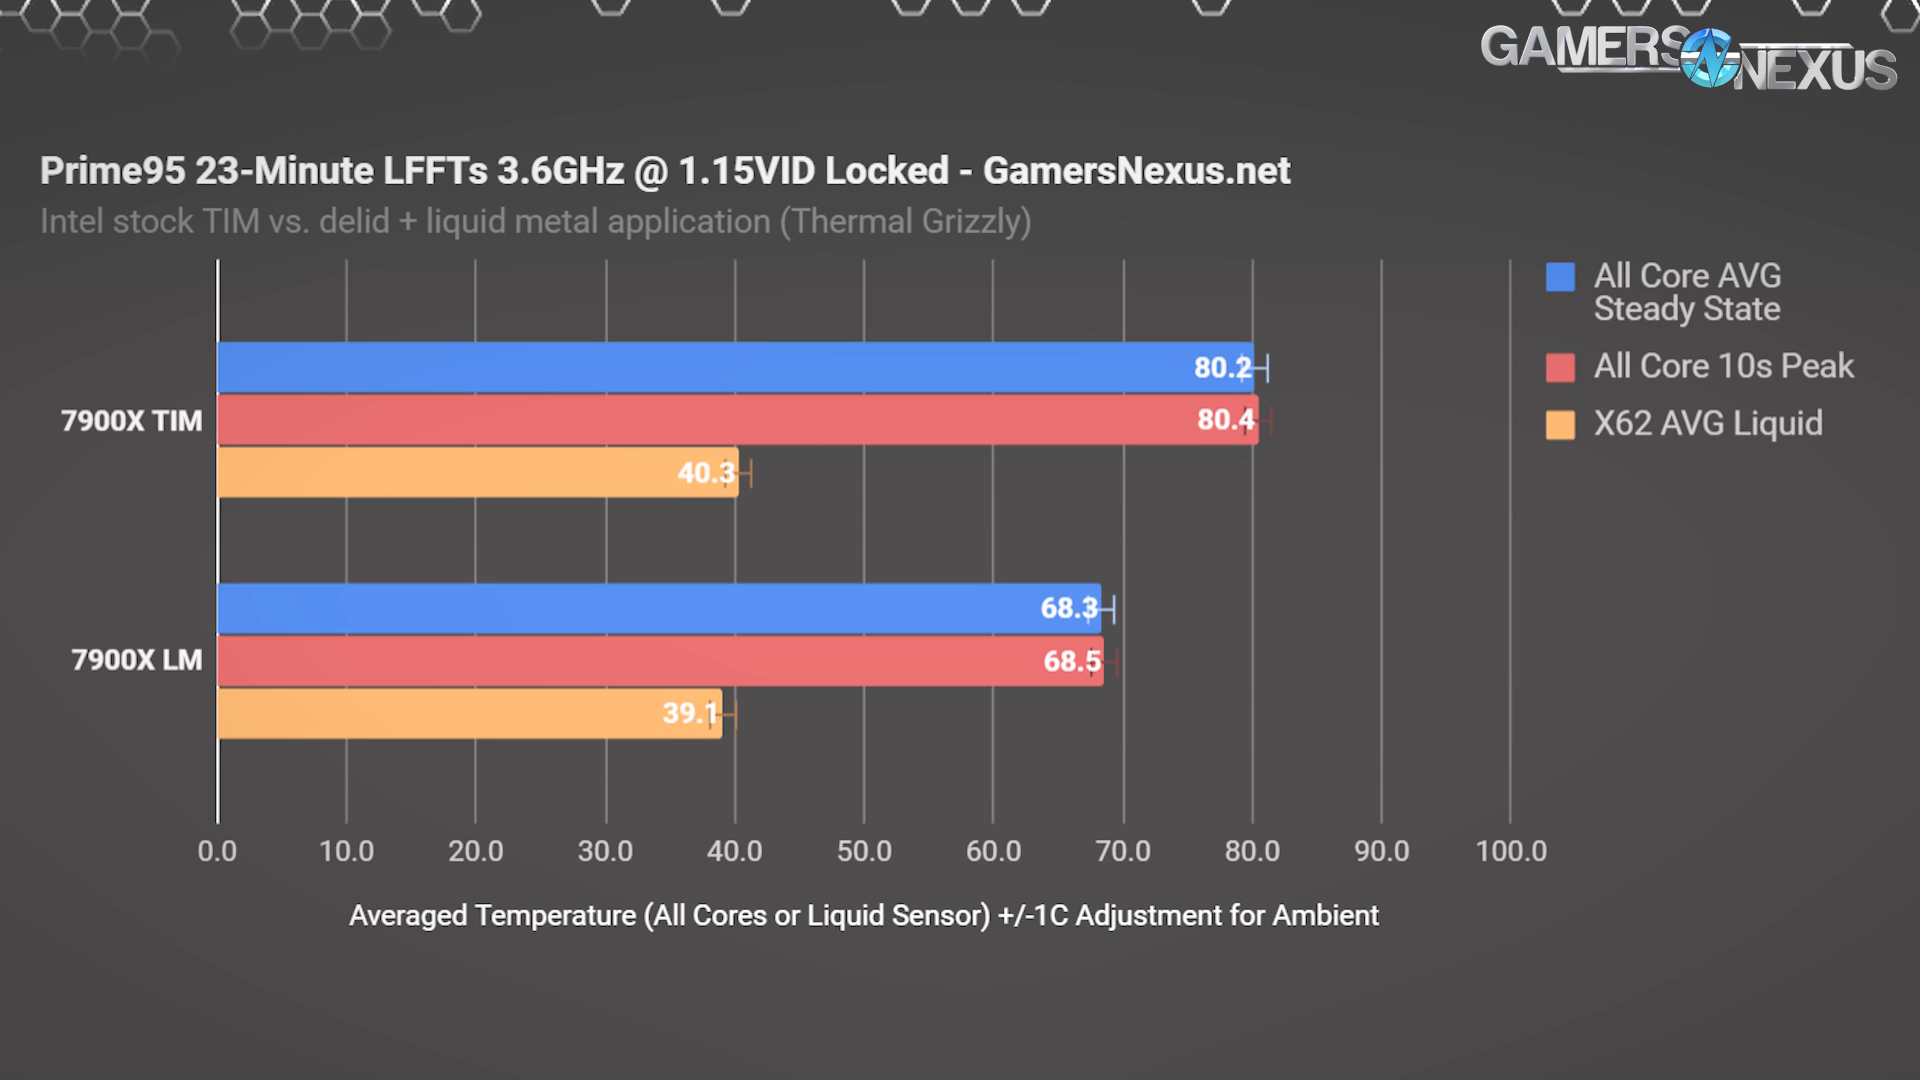 GAMERS NEXUS
Prime95 23-Minute LFFTs 3.6GHz @ 1.15VID Locked - GamersNexus.net
Intel stock TIM vs. delid + liquid metal application (Thermal Grizzly)
All Core AVG
Steady State
All Core 10s Peak
X62 AVG Liquid
7900X TIM
80.2
80.4
40.3
7900X LM
68.3
68.5
39.1
0.0 10.0 20.0 30.0 40.0 50.0 60.0 70.0 80.0 90.0 100.0
Averaged Temperature (All Cores or Liquid Sensor) +/-1C Adjustment for Ambient